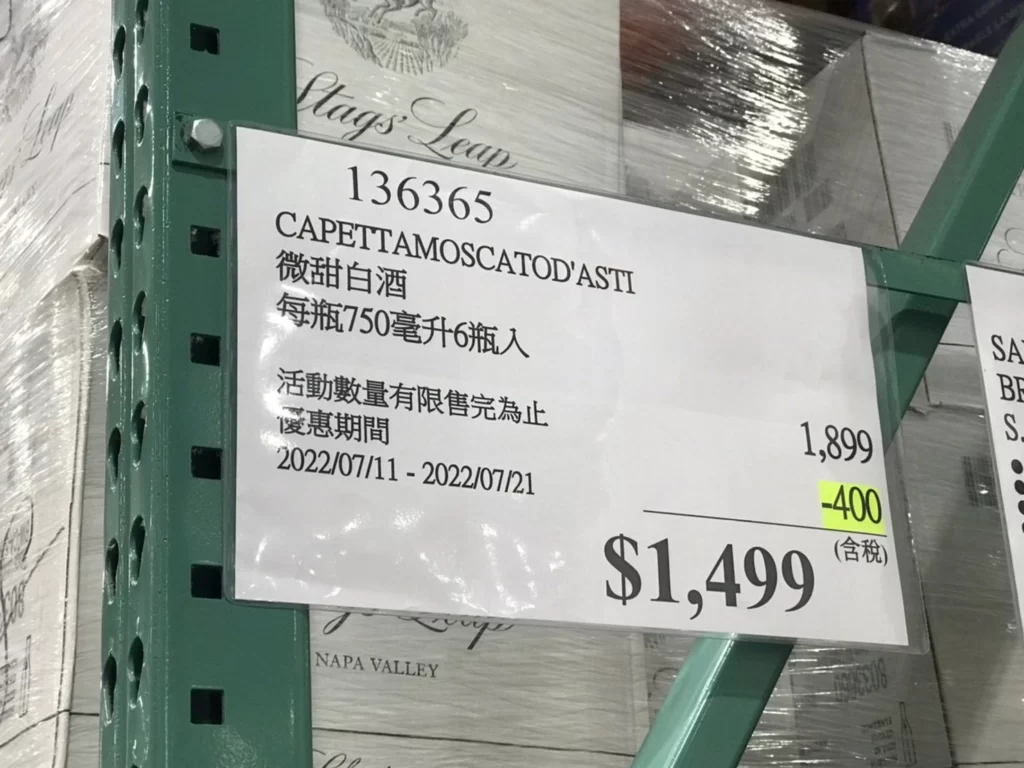 Stags' Leap
136365
CAPETTAMOSCATOD'ASTI
微甜白酒
每瓶750毫升6瓶入
活動數量有限售完為止
優惠期間
2022/07/11 - 2022/07/21
1,899
-400
(含稅)
$1,499
NAPA VALLEY
SA
BE
S.